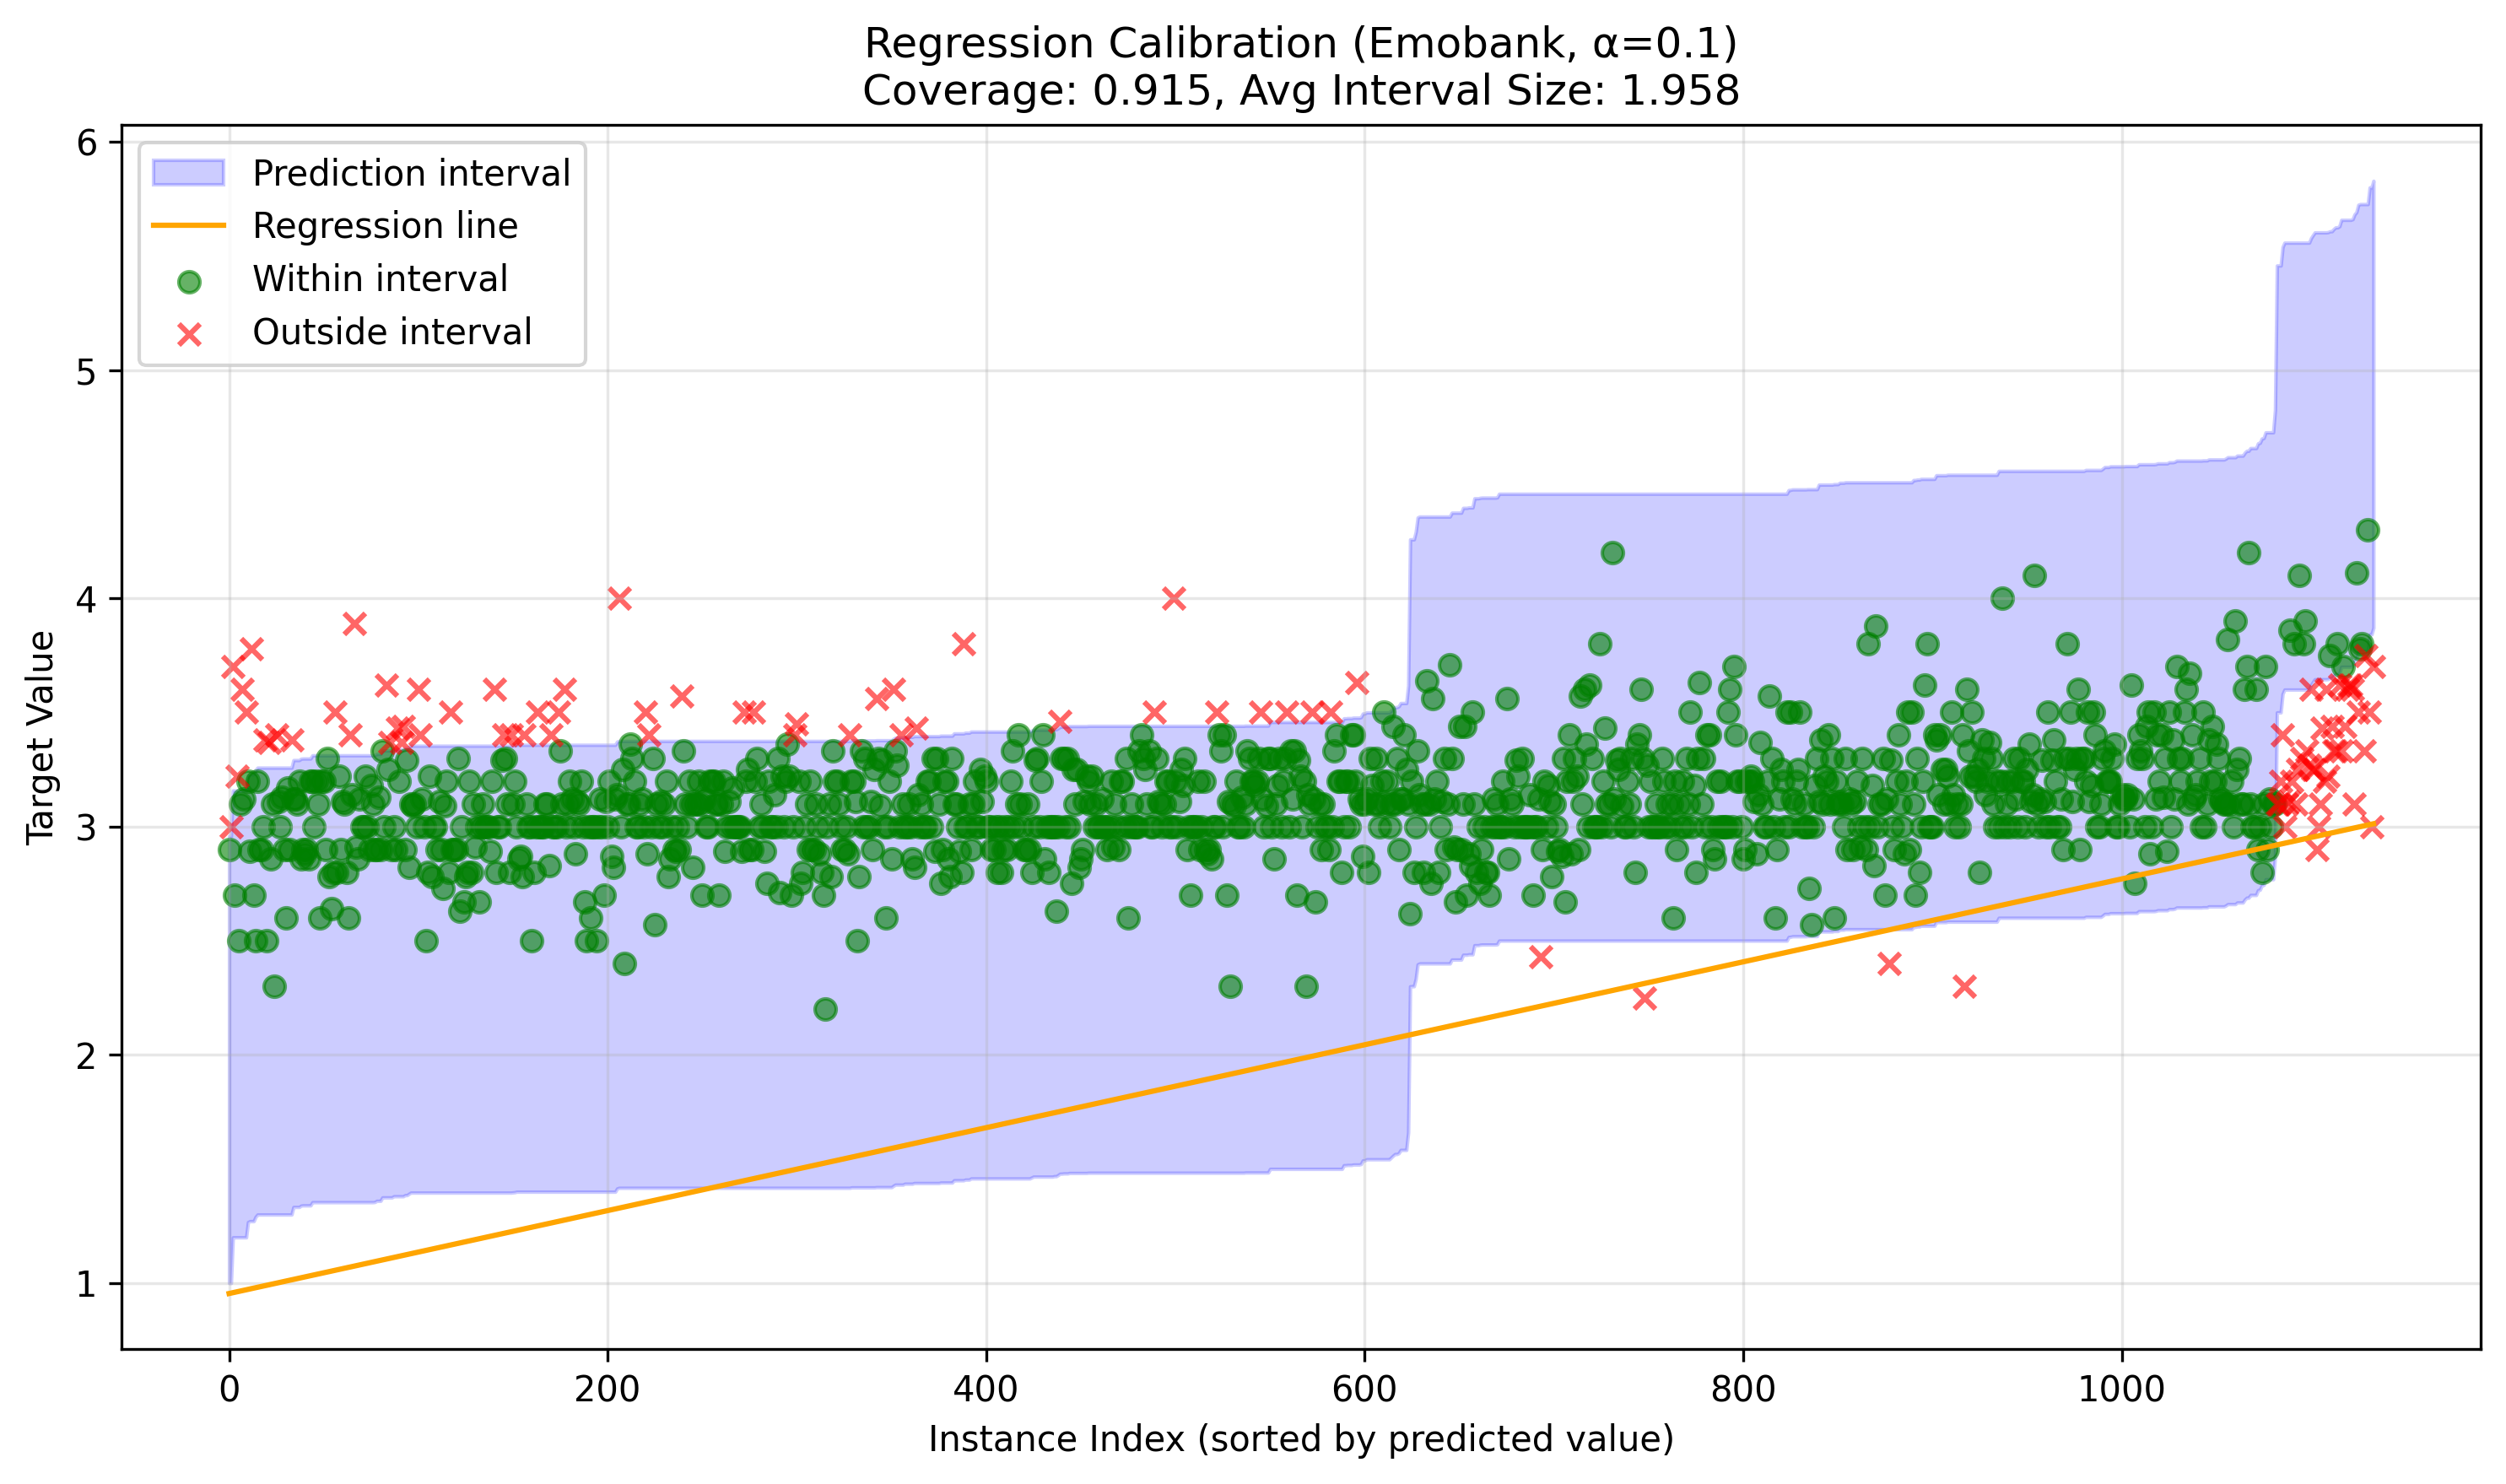 Regression Calibration (Emobank, α=0.1)
Coverage: 0.915, Avg Interval Size: 1.958
Prediction interval
Regression line
Within interval
Outside interval
6
5
4
3
2
1
Target Value
0
200
400
600
800
1000
Instance Index (sorted by predicted value)